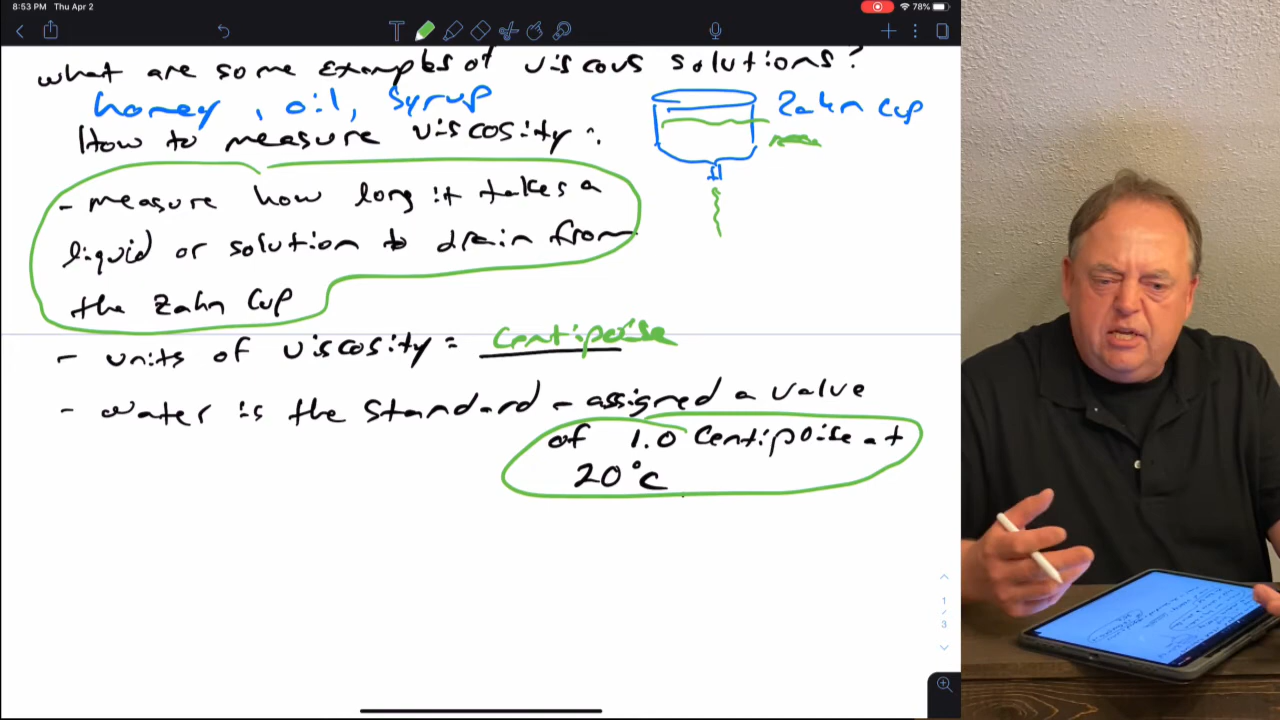 8:53 PM Thu Apr 2
78%
T
what are some examples of viscous solutions?
honey, oil, syrup
Zahn Cup
How to measure viscosity:
- measure how long it takes a
liquid or solution to drain from
the Zahn Cup
- units of viscosity = Centipoise
- water is the standard - assigned a value
of 1.0 Centipoise at
20°C
1
/
3